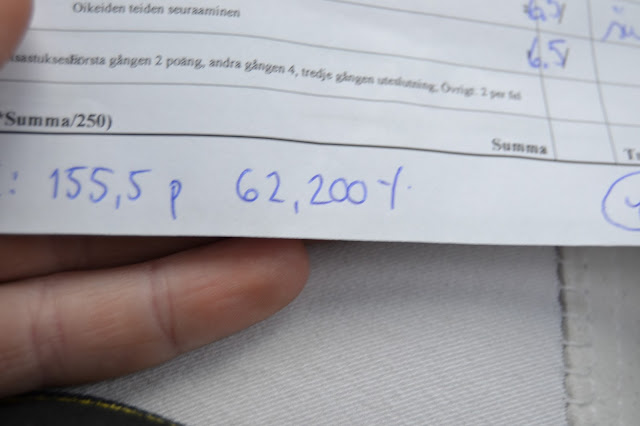 Oikeiden teiden seuraaminen
6.5
Första gången 2 poäng, andra gången 4, tredje gången uteslutning, Övrigt: 2 per fel
*Summa/250)
Summa
: 155,5 p 62,200 %